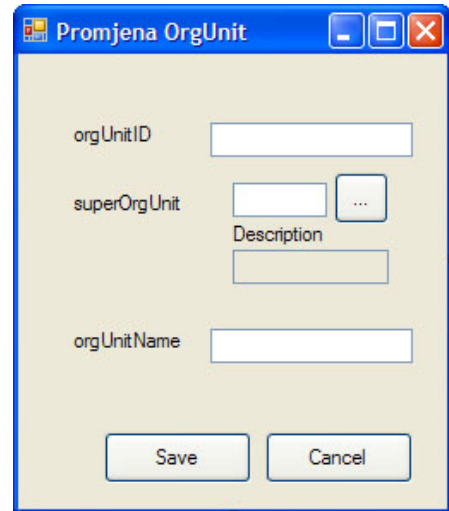 Promjena OrgUnit
orgUnitID
superOrgUnit ...
Description
orgUnitName
Save Cancel